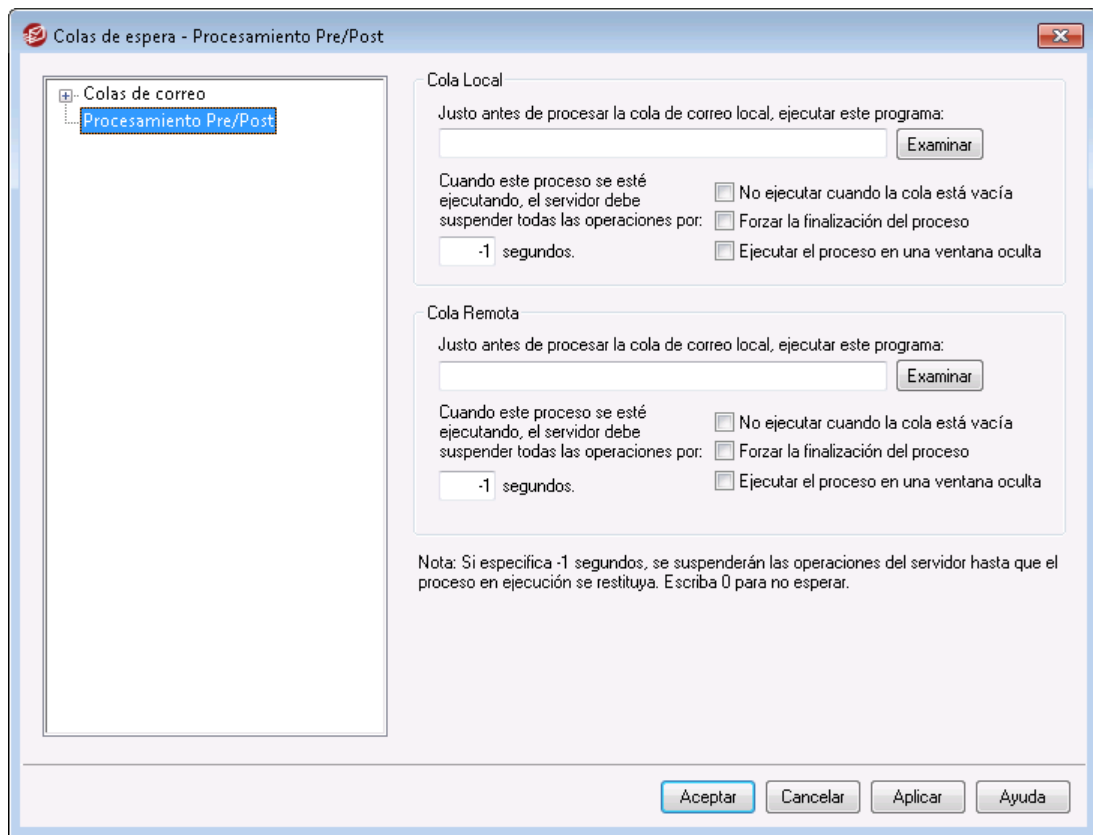 Colas de espera - Procesamiento Pre/Post
Colas de correo
Procesamiento Pre/Post
Cola Local
Justo antes de procesar la cola de correo local, ejecutar este programa:
Examinar
Cuando este proceso se esté
ejecutando, el servidor debe
suspender todas las operaciones por:
-1 segundos.
No ejecutar cuando la cola está vacía
Forzar la finalización del proceso
Ejecutar el proceso en una ventana oculta
Cola Remota
Justo antes de procesar la cola de correo local, ejecutar este programa:
Examinar
Cuando este proceso se esté
ejecutando, el servidor debe
suspender todas las operaciones por:
-1 segundos.
No ejecutar cuando la cola está vacía
Forzar la finalización del proceso
Ejecutar el proceso en una ventana oculta
Nota: Si especifica -1 segundos, se suspenderán las operaciones del servidor hasta que el
proceso en ejecución se restituya. Escriba 0 para no esperar.
Aceptar
Cancelar
Aplicar
Ayuda